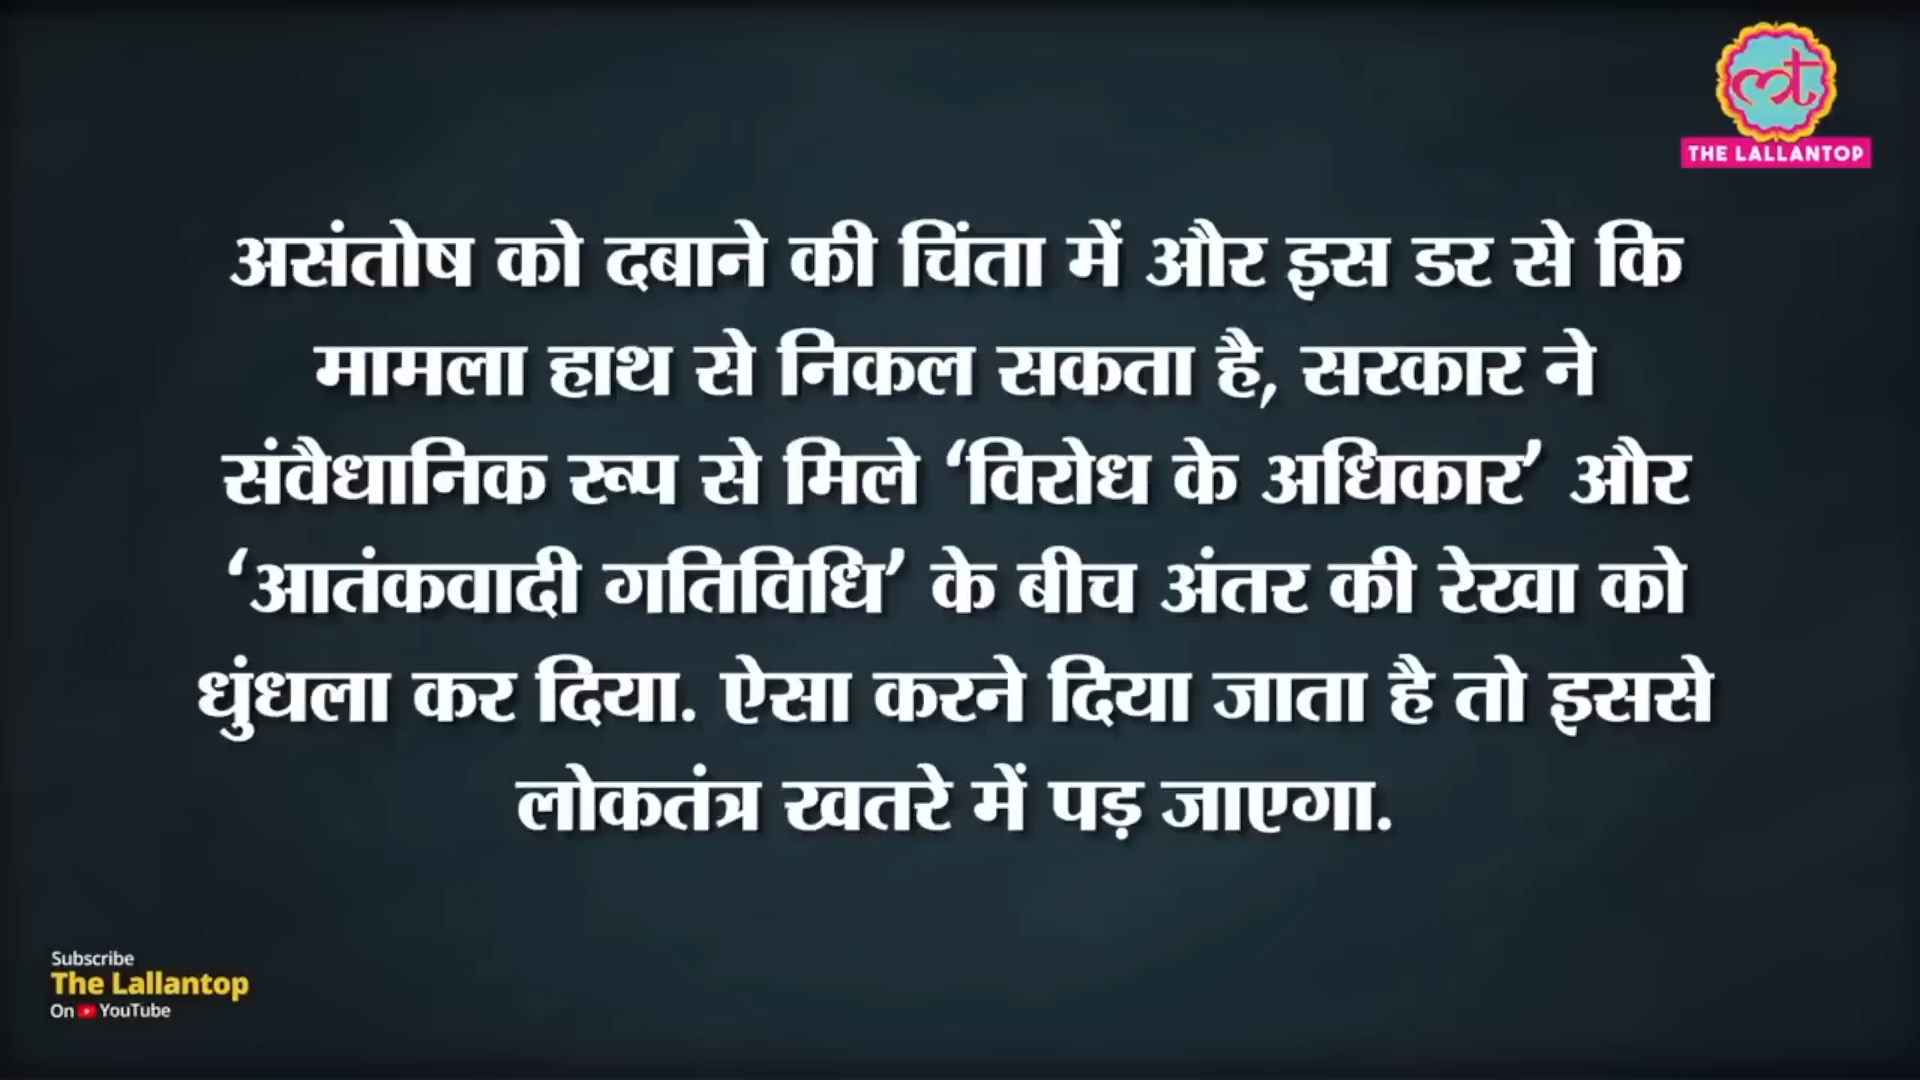 THE LALLANTOP
असंतोष को दबाने की चिंता में और इस डर से कि
मामला हाथ से निकल सकता है, सरकार ने
संवैधानिक रूप से मिले ‘विरोध के अधिकार’ और
‘आतंकवादी गतिविधि’ के बीच अंतर की रेखा को
धुंधला कर दिया. ऐसा करने दिया जाता है तो इससे
लोकतंत्र खतरे में पड़ जाएगा.
Subscribe
The Lallantop
On YouTube